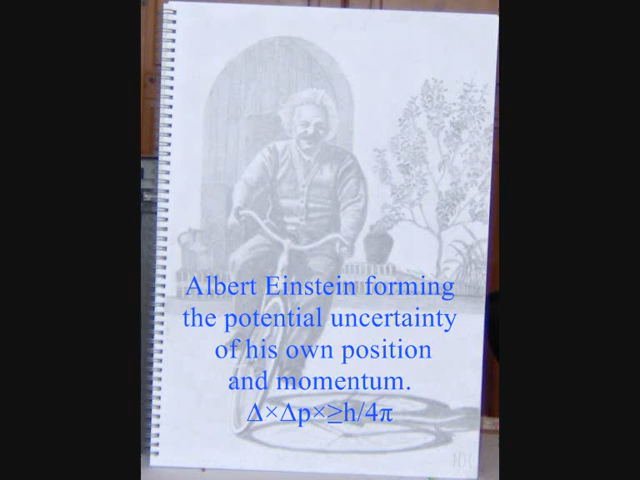 Albert Einstein forming
the potential uncertainty
of his own position
and momentum.
Δ×Δp×≥h/4π